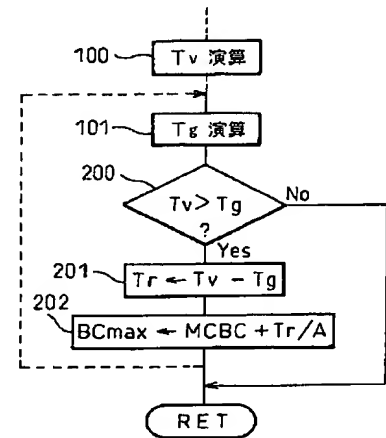 100
Tv 演算
101
Tg 演算
200
Tv > Tg
?
No
Yes
201
Tr ← Tv - Tg
202
BCmax ← MCBC + Tr/A
RET